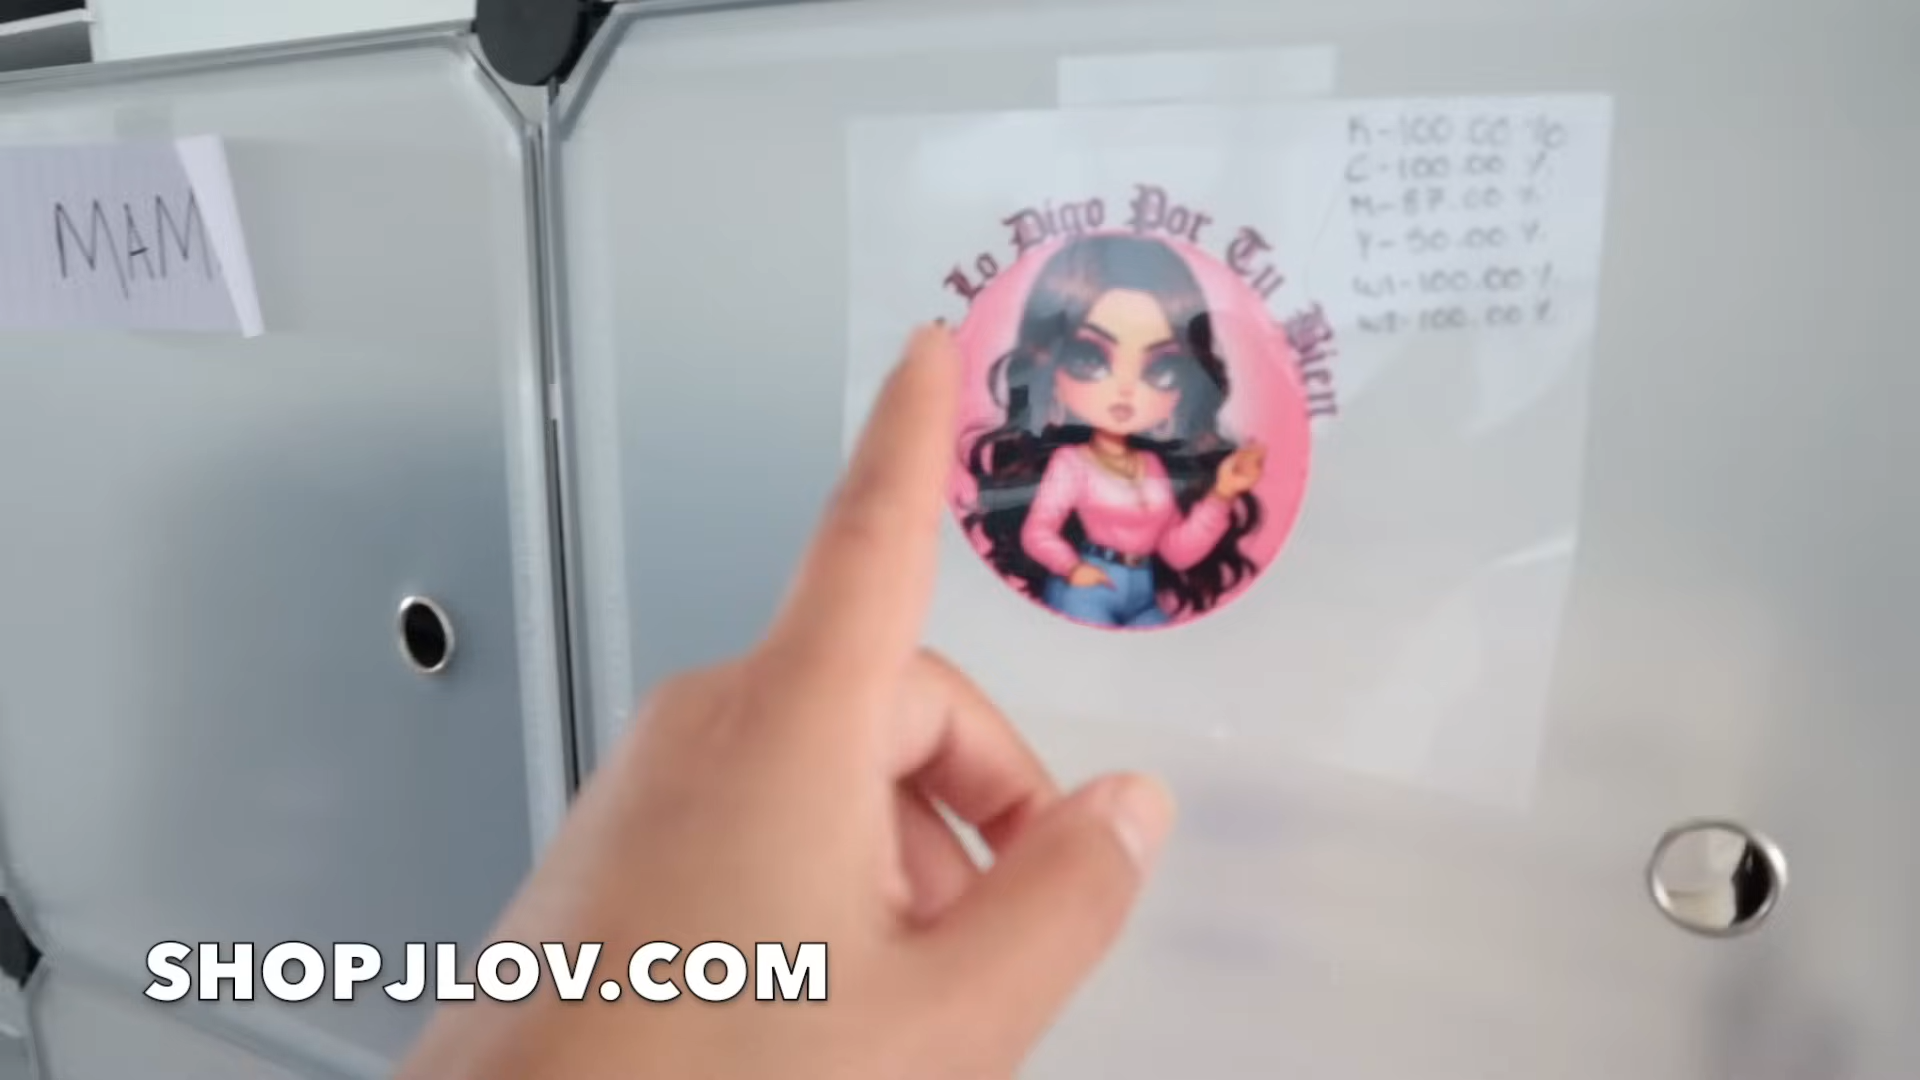 MAM
Lo Digo Por Tu Bien
K-100.00 %
C-100.00 %
M-87.00 %
Y-50.00 %
W1-100.00 %
W2-100.00 %
SHOPJLOV.COM